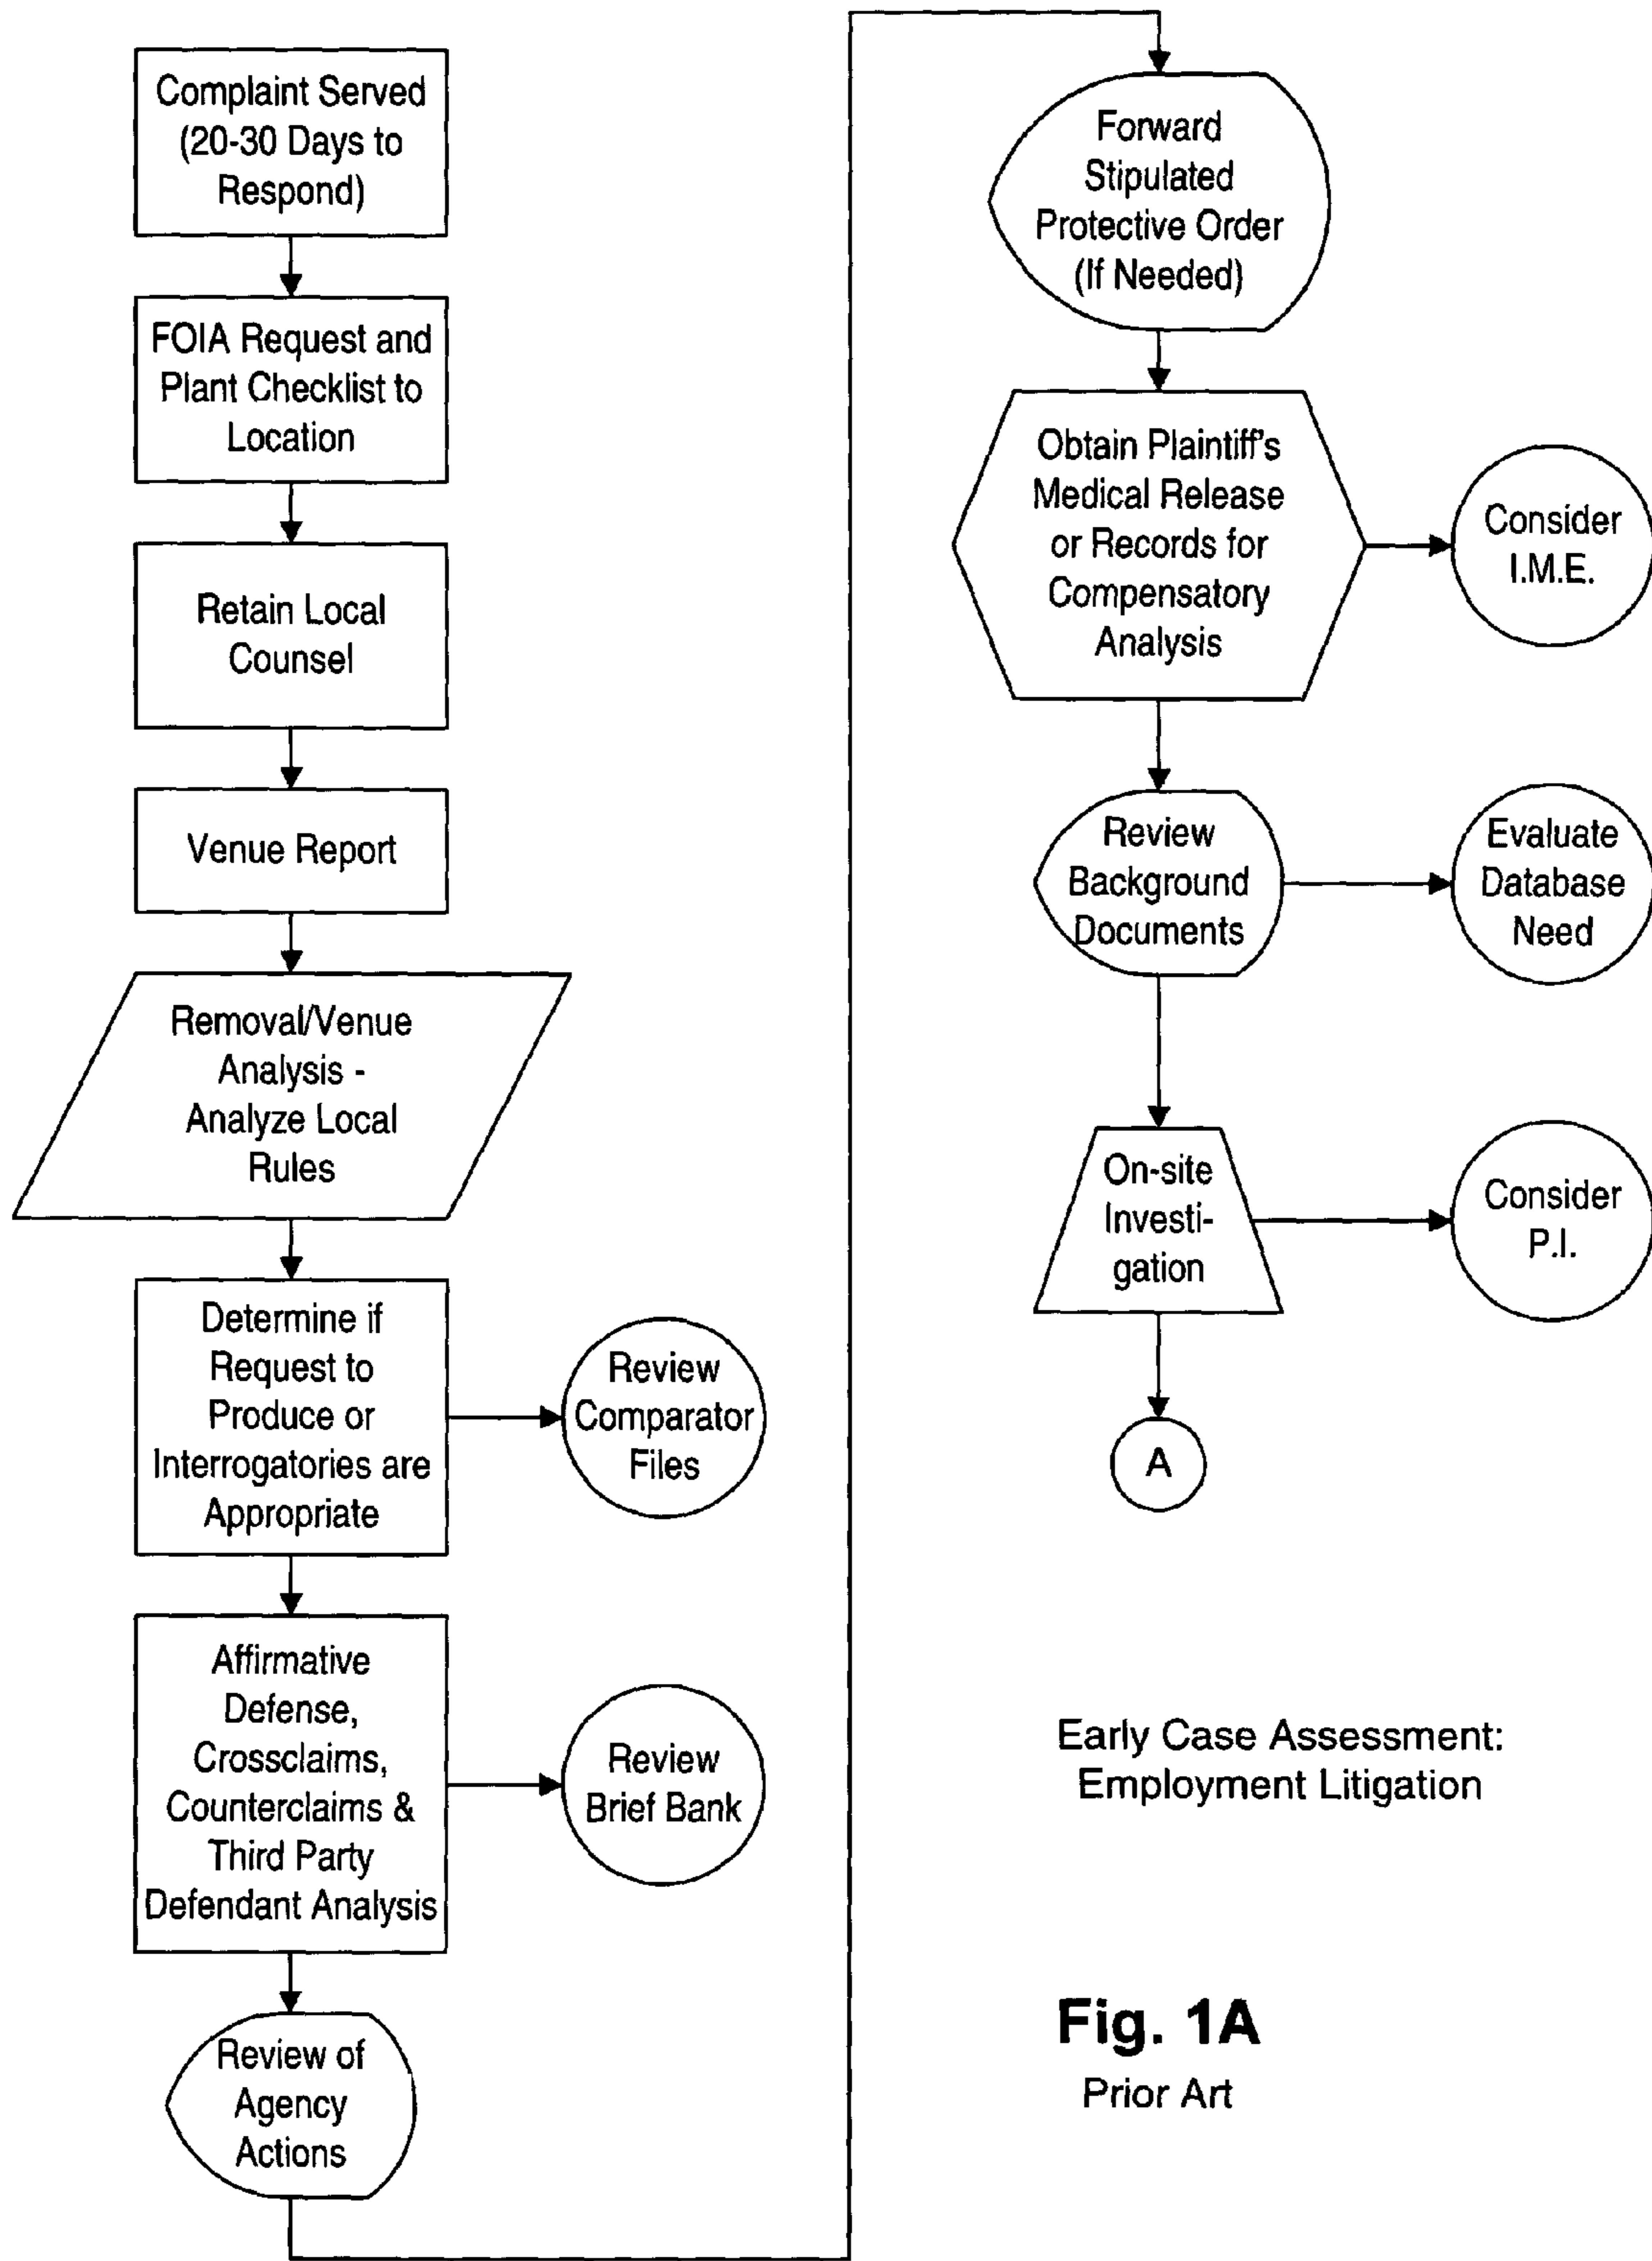 Complaint Served
(20-30 Days to
Respond)
FOIA Request and
Plant Checklist to
Location
Retain Local
Counsel
Venue Report
Removal/Venue
Analysis -
Analyze Local
Rules
Determine if
Request to
Produce or
Interrogatories are
Appropriate
Review
Comparator
Files
Affirmative
Defense,
Crossclaims,
Counterclaims &
Third Party
Defendant Analysis
Review
Brief Bank
Review of
Agency
Actions
Forward
Stipulated
Protective Order
(If Needed)
Obtain Plaintiff's
Medical Release
or Records for
Compensatory
Analysis
Consider
I.M.E.
Review
Background
Documents
Evaluate
Database
Need
On-site
Investi-
gation
Consider
P.I.
A
Early Case Assessment:
Employment Litigation
Fig. 1A
Prior Art